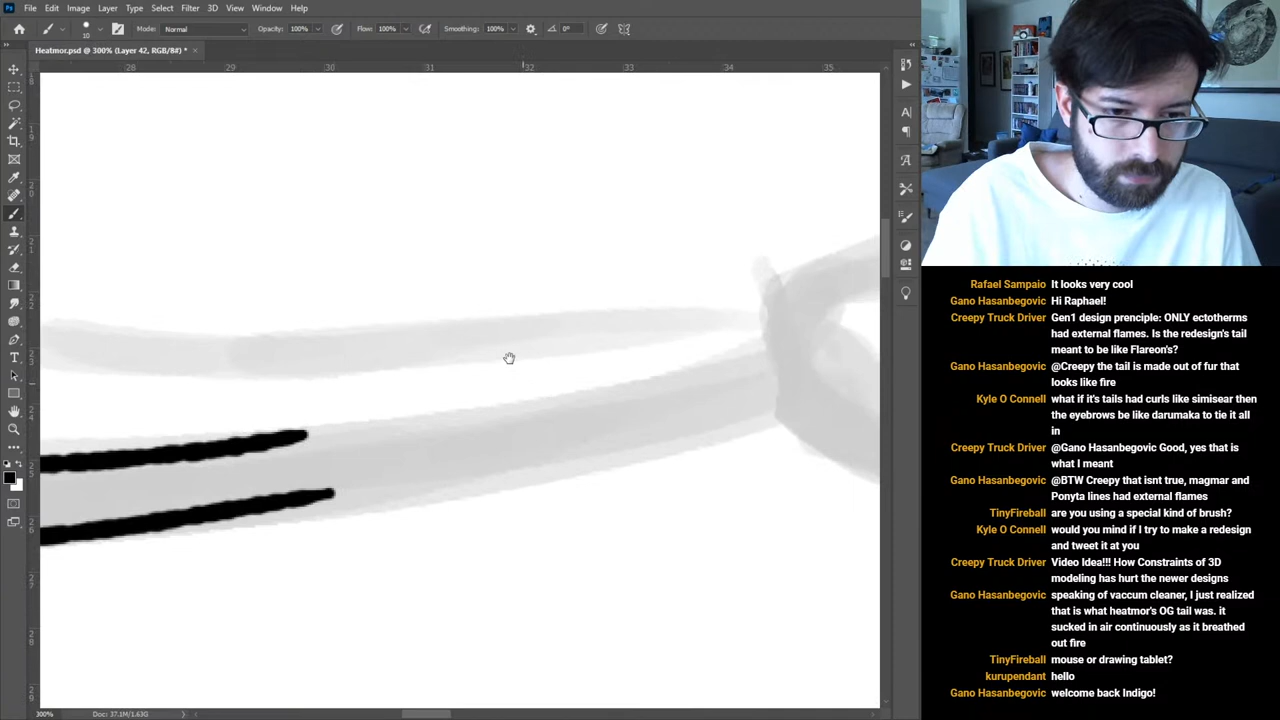 File Edit Image Layer Type Select Filter 3D View Window Help
10 Mode: Normal Opacity: 100% Flow: 100% Smoothing: 100% 0°
Heatmor.psd @ 300% (Layer 42, RGB/8#) *
28 29 30 31 32 33 34 35
Rafael Sampaio It looks very cool
Gano Hasanbegovic Hi Raphael!
Creepy Truck Driver Gen1 design prenciple: ONLY ectotherms
had external flames. Is the redesign's tail
meant to be like Flareon's?
Gano Hasanbegovic @Creepy the tail is made out of fur that
looks like fire
Kyle O Connell what if it's tails had curls like simisear then
the eyebrows be like darumaka to tie it all
in
Creepy Truck Driver @Gano Hasanbegovic Good, yes that is
what I meant
Gano Hasanbegovic @BTW Creepy that isnt true, magmar and
Ponyta lines had external flames
TinyFireball are you using a special kind of brush?
Kyle O Connell would you mind if I try to make a redesign
and tweet it at you
Creepy Truck Driver Video Idea!!! How Constraints of 3D
modeling has hurt the newer designs
Gano Hasanbegovic speaking of vaccum cleaner, I just realized
that is what heatmor's OG tail was. it
sucked in air continuously as it breathed
out fire
TinyFireball mouse or drawing tablet?
kurupendant hello
Gano Hasanbegovic welcome back Indigo!
300% Doc: 37.1M/1.63G